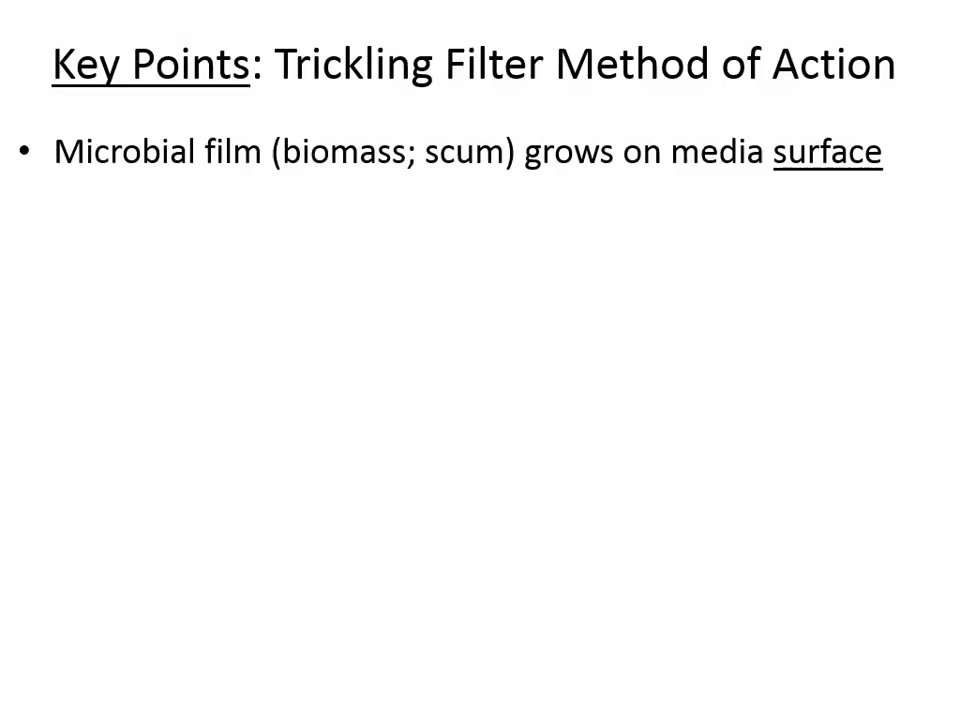 Key Points: Trickling Filter Method of Action
• Microbial film (biomass; scum) grows on media surface